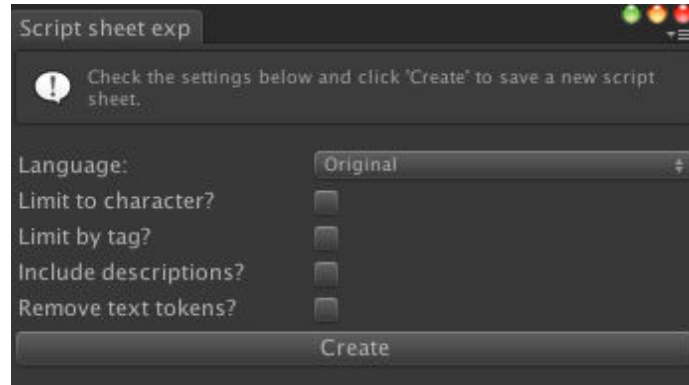 Script sheet exp
Check the settings below and click 'Create' to save a new script
sheet.
Language: Original
Limit to character?
Limit by tag?
Include descriptions?
Remove text tokens?
Create